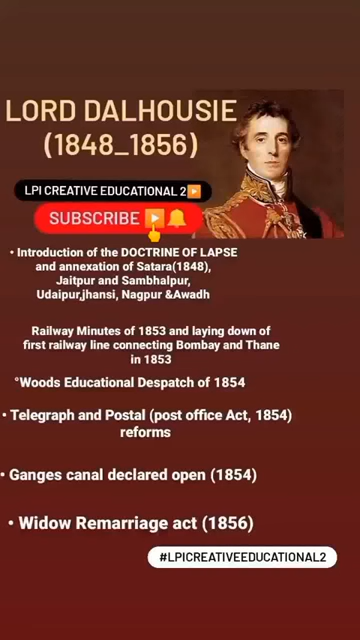 LORD DALHOUSIE
(1848_1856)
LPI CREATIVE EDUCATIONAL 2▶️
SUBSCRIBE ▶️🔔
👆
• Introduction of the DOCTRINE OF LAPSE
and annexation of Satara(1848),
Jaitpur and Sambhalpur,
Udaipur,jhansi, Nagpur &Awadh
Railway Minutes of 1853 and laying down of
first railway line connecting Bombay and Thane
in 1853
°Woods Educational Despatch of 1854
• Telegraph and Postal (post office Act, 1854)
reforms
• Ganges canal declared open (1854)
• Widow Remarriage act (1856)
#LPICREATIVEEDUCATIONAL2